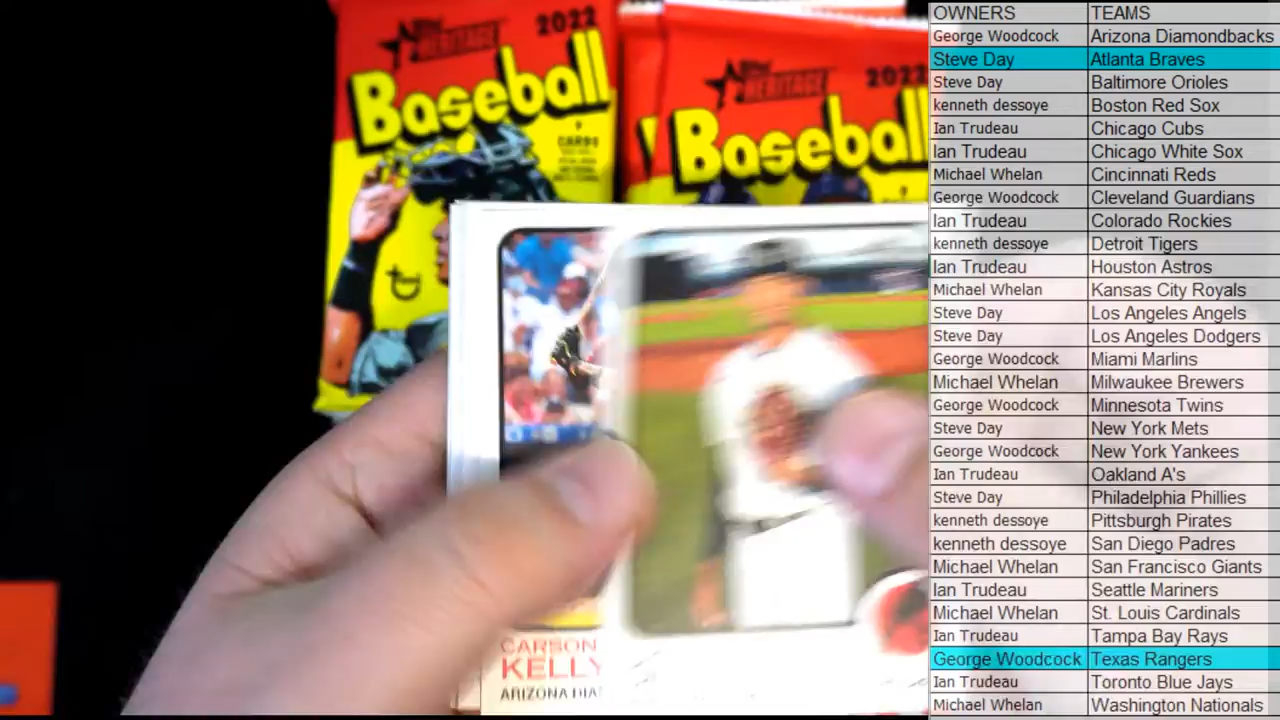 Topps HERITAGE 2022
Baseball
7
CARDS
Topps HERITAGE 2022
Baseball
CARSON
KELLY
ARIZONA DIA
OWNERS TEAMS
George Woodcock Arizona Diamondbacks
Steve Day Atlanta Braves
Steve Day Baltimore Orioles
kenneth dessoye Boston Red Sox
Ian Trudeau Chicago Cubs
Ian Trudeau Chicago White Sox
Michael Whelan Cincinnati Reds
George Woodcock Cleveland Guardians
Ian Trudeau Colorado Rockies
kenneth dessoye Detroit Tigers
Ian Trudeau Houston Astros
Michael Whelan Kansas City Royals
Steve Day Los Angeles Angels
Steve Day Los Angeles Dodgers
George Woodcock Miami Marlins
Michael Whelan Milwaukee Brewers
George Woodcock Minnesota Twins
Steve Day New York Mets
George Woodcock New York Yankees
Ian Trudeau Oakland A's
Steve Day Philadelphia Phillies
kenneth dessoye Pittsburgh Pirates
kenneth dessoye San Diego Padres
Michael Whelan San Francisco Giants
Ian Trudeau Seattle Mariners
Michael Whelan St. Louis Cardinals
Ian Trudeau Tampa Bay Rays
George Woodcock Texas Rangers
Ian Trudeau Toronto Blue Jays
Michael Whelan Washington Nationals